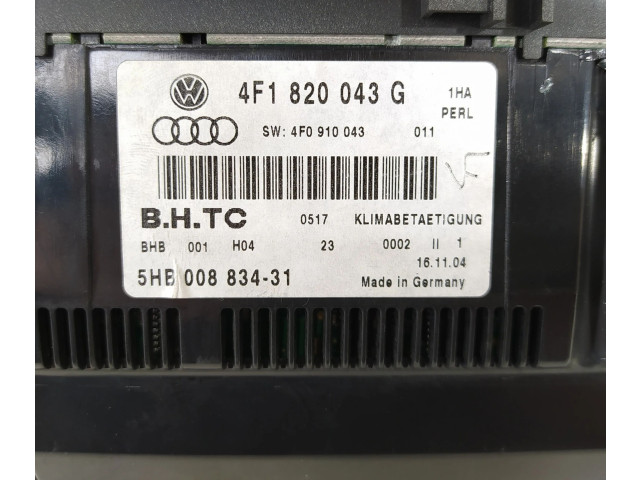 4F1 820 043 G 1HA
PERL
SW: 4F0 910 043 011
B.H.TC 0517 KLIMABETAETIGUNG
BHB 001 H04 23 0002 II 1
16.11.04
5HB 008 834-31 Made in Germany